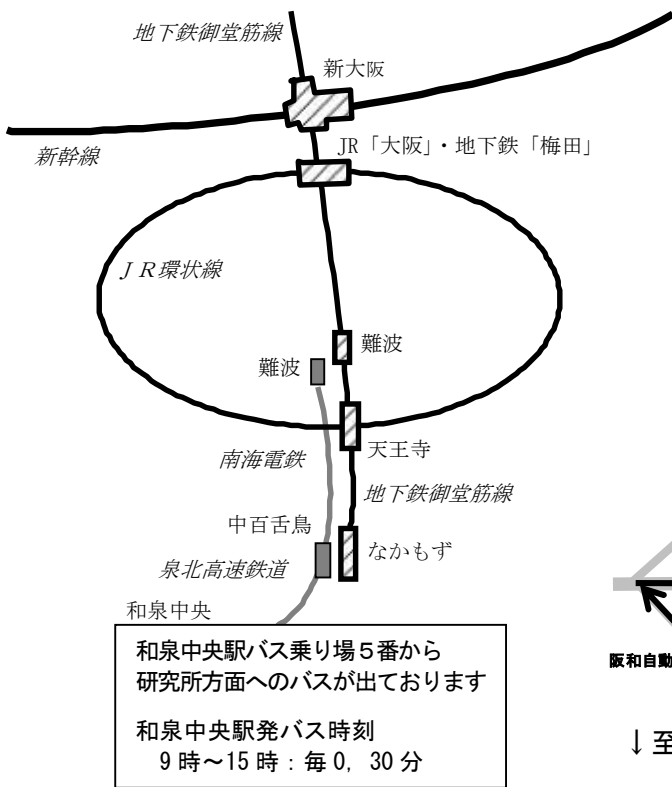 地下鉄御堂筋線
新大阪
新幹線
JR「大阪」・地下鉄「梅田」
JR環状線
難波
難波
天王寺
南海電鉄
地下鉄御堂筋線
中百舌鳥
なかもず
泉北高速鉄道
和泉中央
和泉中央駅バス乗り場5番から
研究所方面へのバスが出ております
和泉中央駅発バス時刻
9時～15時：毎0, 30分
阪和自動
↓至